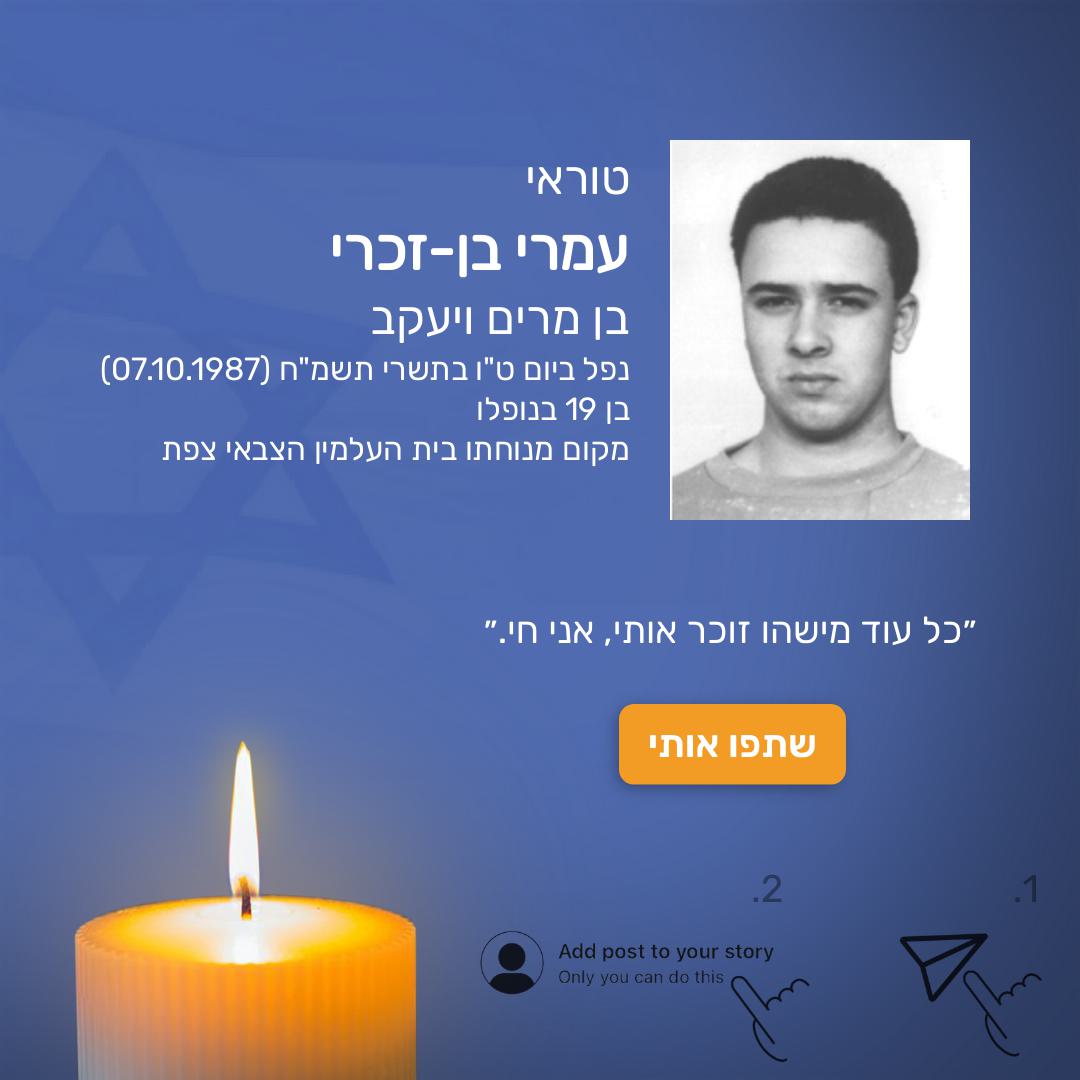 טוראי
עמרי בן-זכרי
בן מרים ויעקב
נפל ביום ט"ו בתשרי תשמ"ח (07.10.1987)
בן 19 בנופלו
מקום מנוחתו בית העלמין הצבאי צפת
״כל עוד מישהו זוכר אותי, אני חי.״
שתפו אותי
.1
.2
Add post to your story
Only you can do this